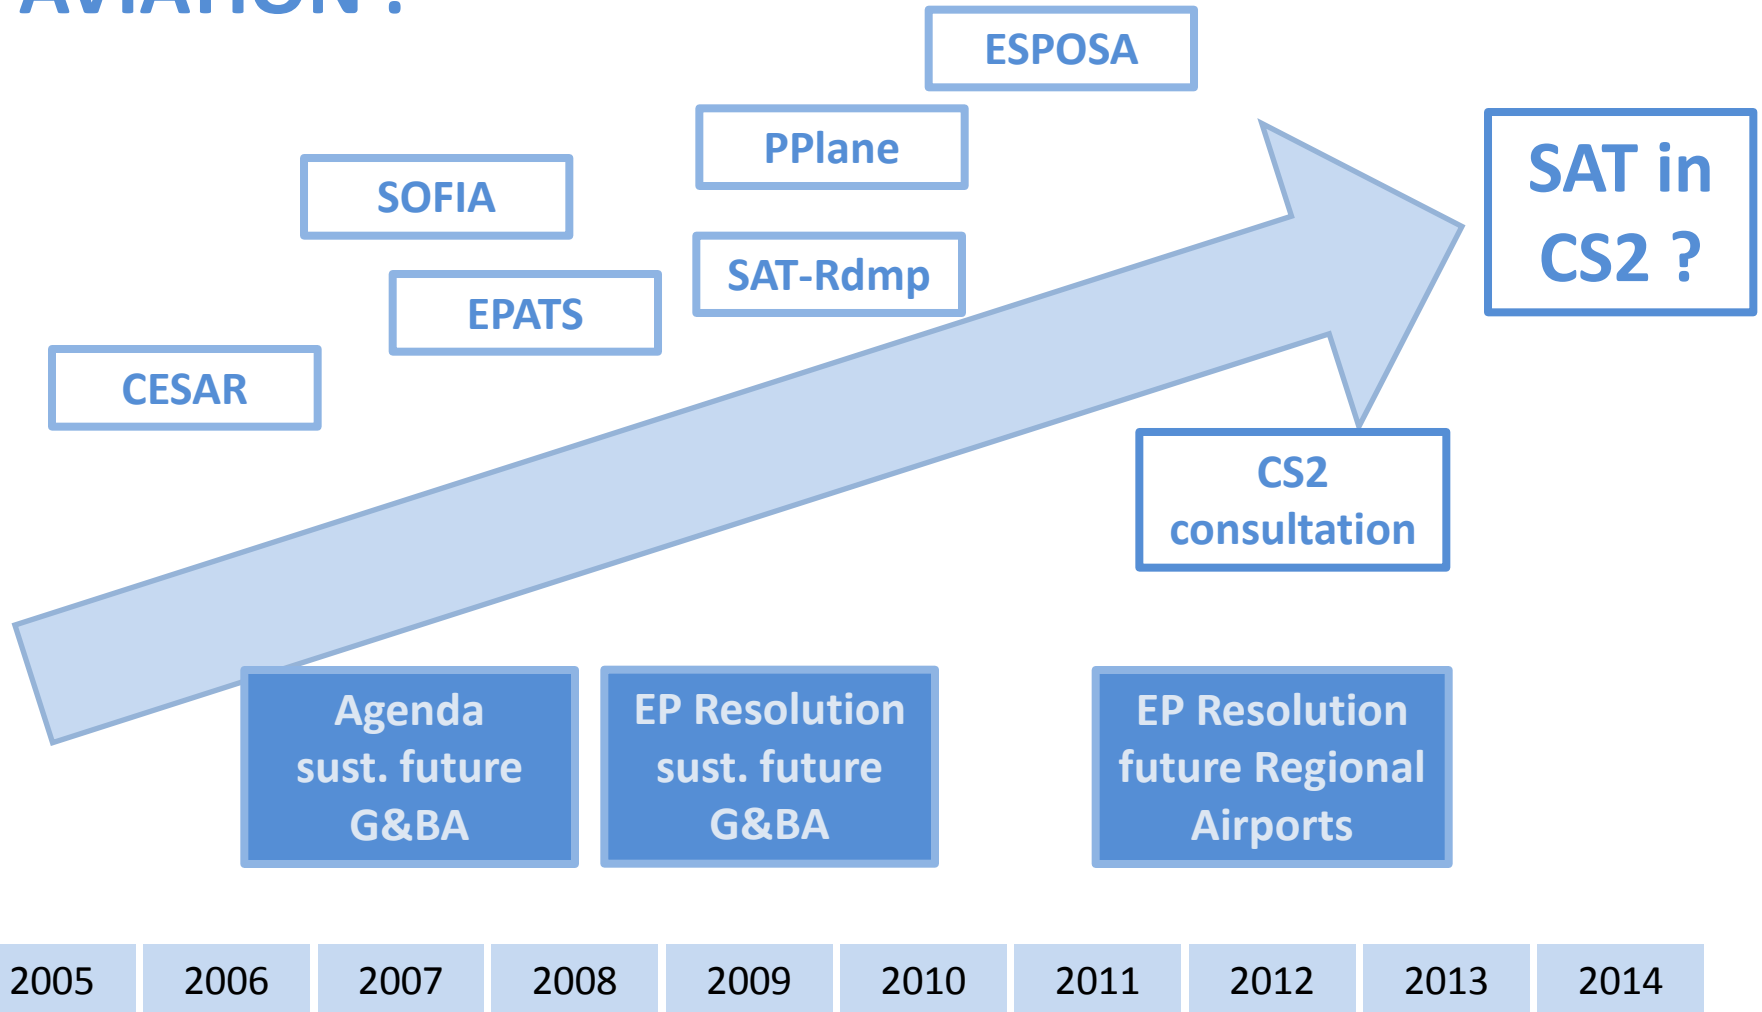 AVIATION :
ESPOSA
PPlane
SAT in
CS2 ?
SOFIA
SAT-Rdmp
EPATS
CESAR
CS2
consultation
Agenda
sust. future
G&BA
EP Resolution
sust. future
G&BA
EP Resolution
future Regional
Airports
2005 2006 2007 2008 2009 2010 2011 2012 2013 2014